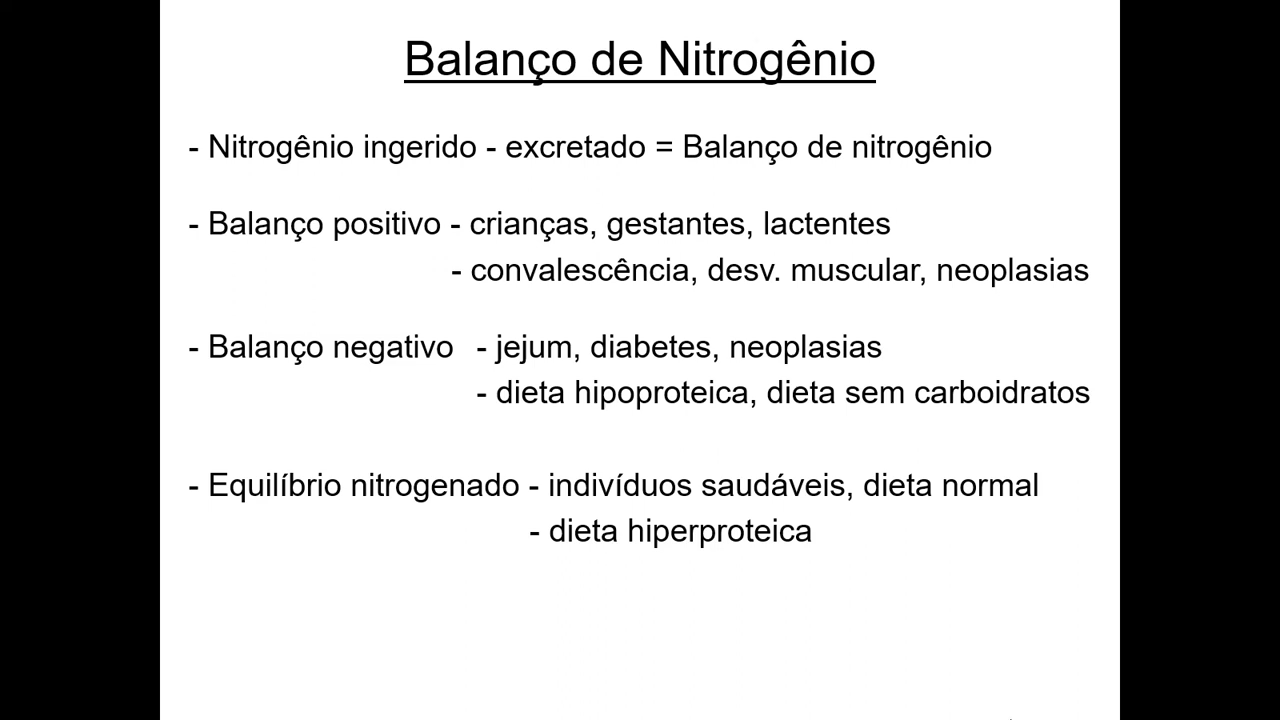 Balanço de Nitrogênio
- Nitrogênio ingerido - excretado = Balanço de nitrogênio
- Balanço positivo - crianças, gestantes, lactentes
- convalescência, desv. muscular, neoplasias
- Balanço negativo - jejum, diabetes, neoplasias
- dieta hipoproteica, dieta sem carboidratos
- Equilíbrio nitrogenado - indivíduos saudáveis, dieta normal
- dieta hiperproteica